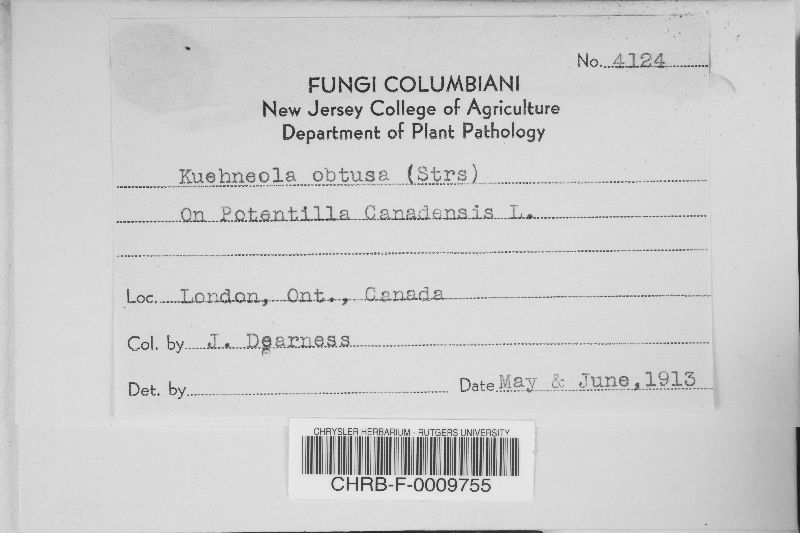 No. 4124
FUNGI COLUMBIANI
New Jersey College of Agriculture
Department of Plant Pathology
Kuehneola obtusa (Strs)
On Potentilla Canadensis L.
Loc. London, Ont., Canada
Col. by J. Dearness
Det. by
Date May & June, 1913
CHRYSLER HERBARIUM - RUTGERS UNIVERSITY
CHRB-F-0009755